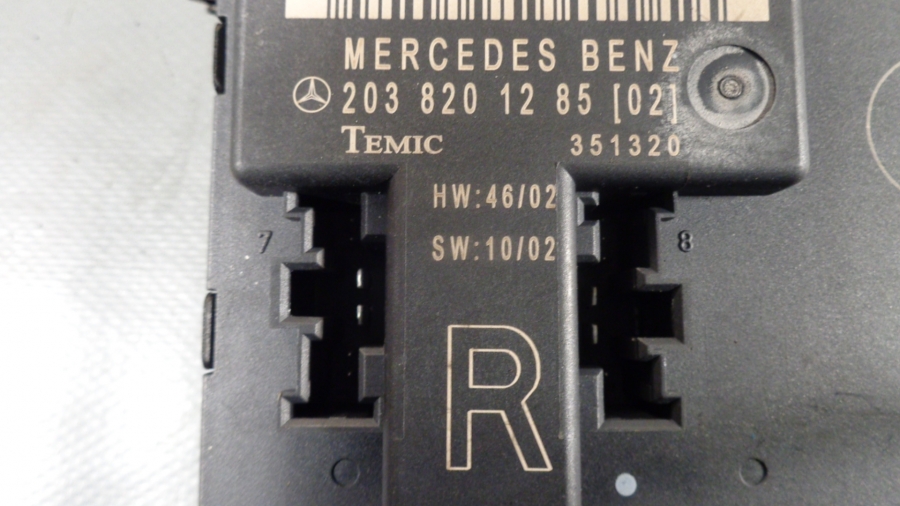 MERCEDES BENZ
203 820 12 85 [02]
TEMIC 351320
HW:46/02
7 SW:10/02 8
R